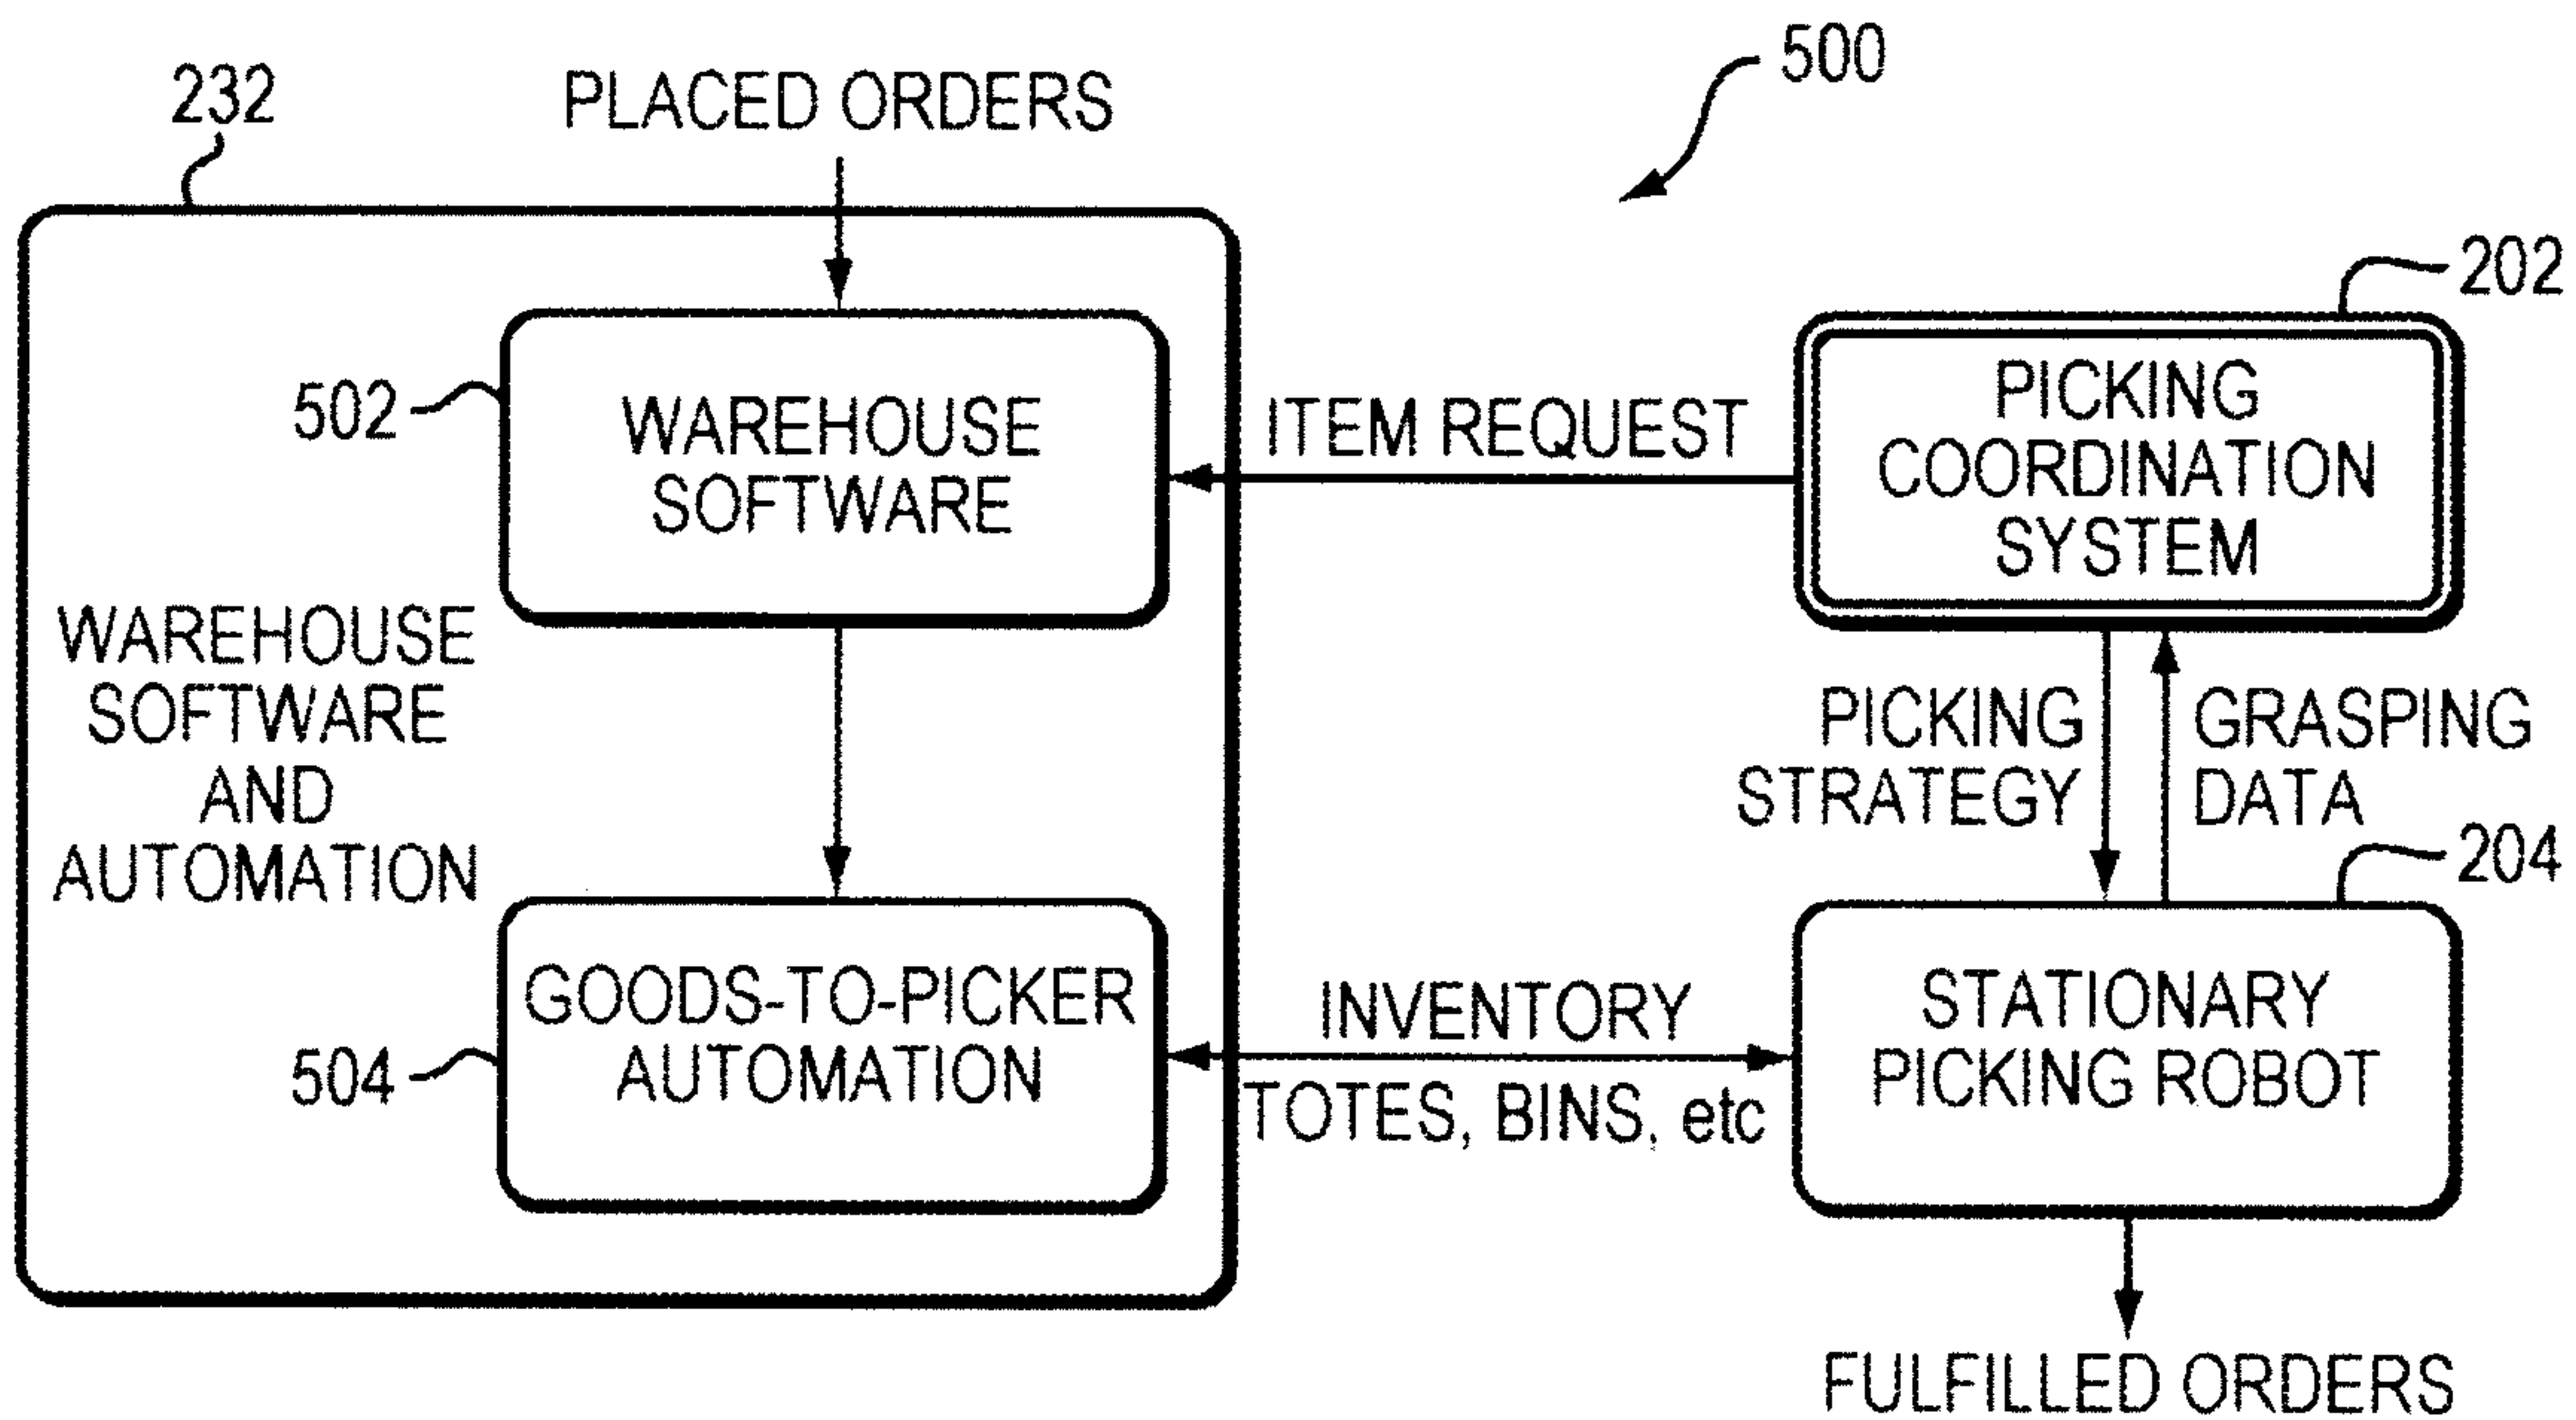 500
232
PLACED ORDERS
202
502
WAREHOUSE
SOFTWARE
ITEM REQUEST
PICKING
COORDINATION
SYSTEM
WAREHOUSE
SOFTWARE
AND
AUTOMATION
PICKING
STRATEGY
GRASPING
DATA
204
504
GOODS-TO-PICKER
AUTOMATION
INVENTORY
TOTES, BINS, etc
STATIONARY
PICKING ROBOT
FULFILLED ORDERS